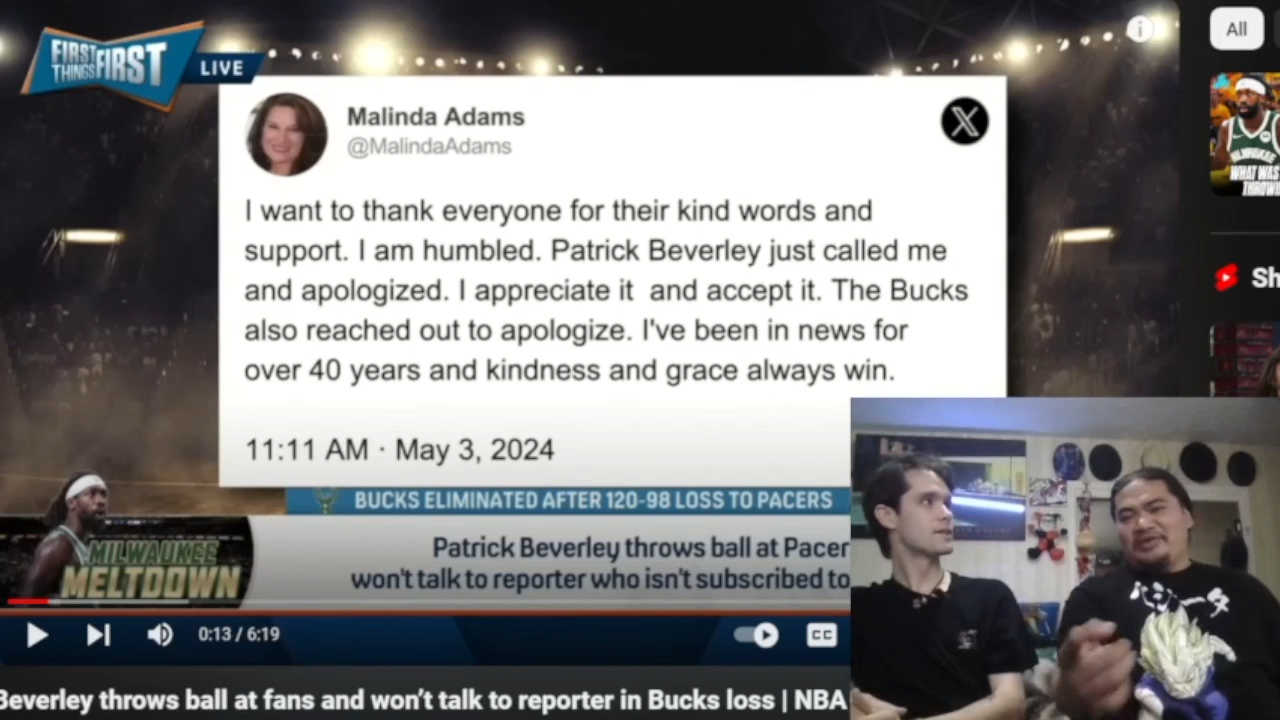 FIRST
THINGS FIRST
LIVE
All
Malinda Adams
@MalindaAdams
X
I want to thank everyone for their kind words and
support. I am humbled. Patrick Beverley just called me
and apologized. I appreciate it  and accept it. The Bucks
also reached out to apologize. I've been in news for
over 40 years and kindness and grace always win.
11:11 AM · May 3, 2024
MILWAUKEE
WHAT WAS
THROW
Sh
BUCKS ELIMINATED AFTER 120-98 LOSS TO PACERS
MILWAUKEE
MELTDOWN
Patrick Beverley throws ball at Pacer
won't talk to reporter who isn't subscribed to
0:13 / 6:19
CC
Beverley throws ball at fans and won't talk to reporter in Bucks loss | NBA